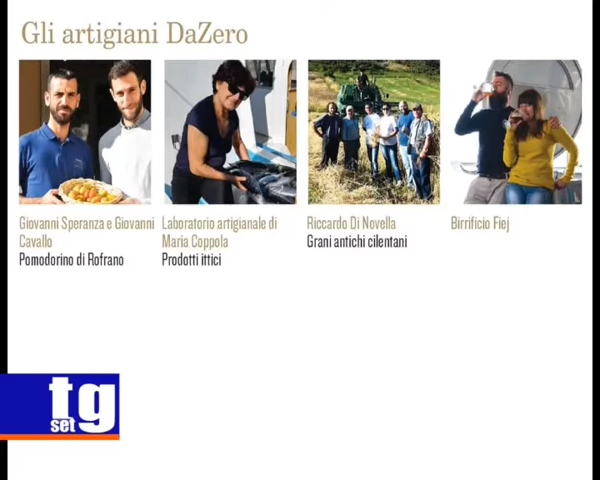 Gli artigiani DaZero
Giovanni Speranza e Giovanni
Cavallo
Pomodorino di Rofrano
Laboratorio artigianale di
Maria Coppola
Prodotti ittici
Riccardo Di Novella
Grani antichi cilentani
Birrificio Fiej
tg
set